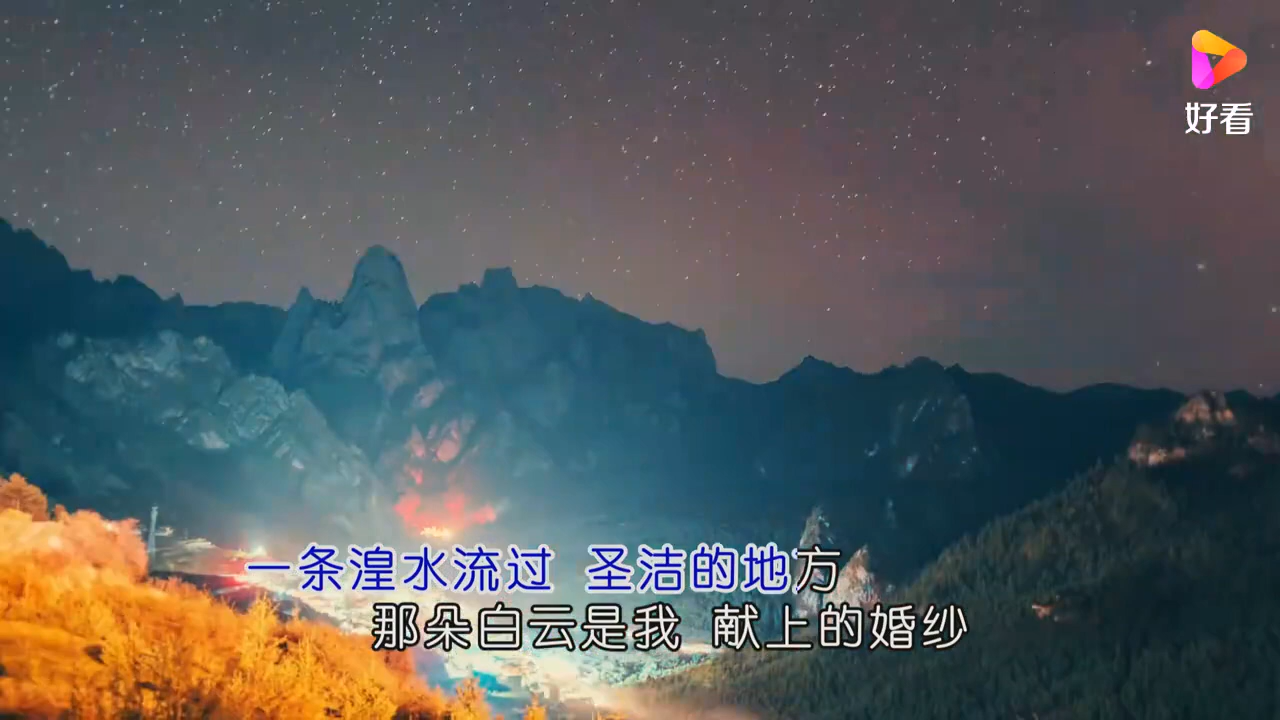 好看
一条湟水流过 圣洁的地方
那朵白云是我 献上的婚纱